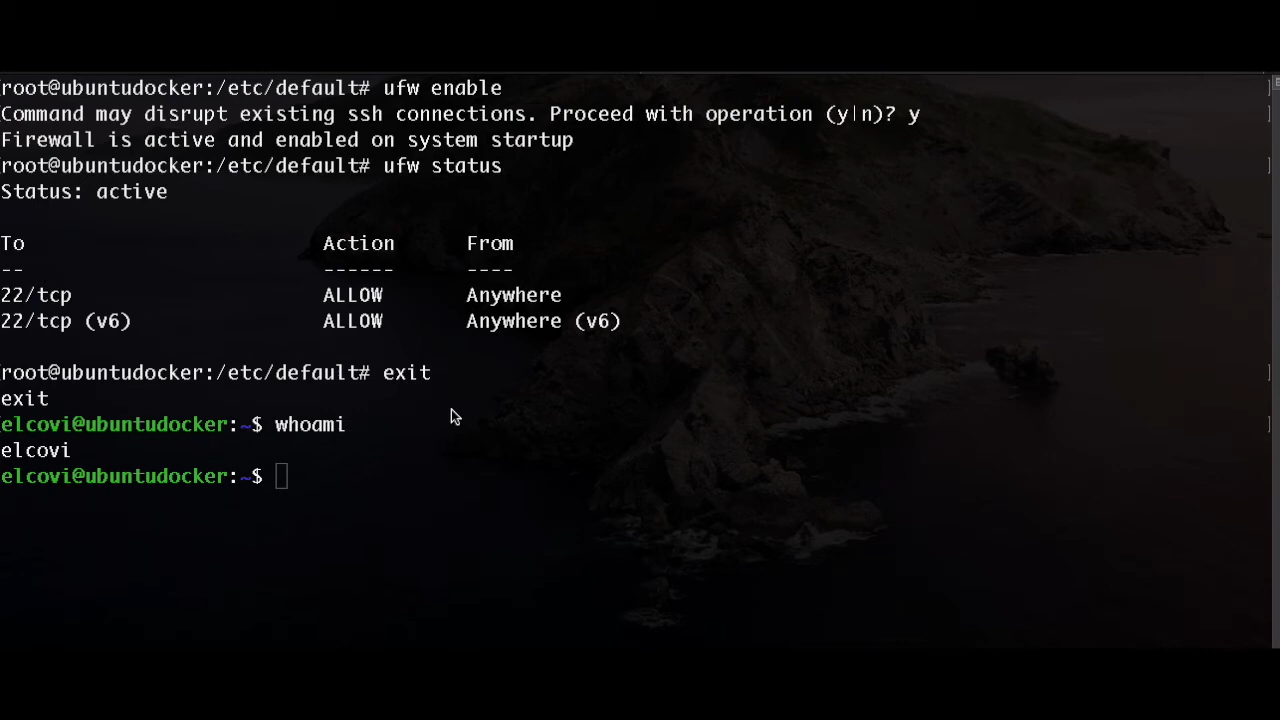 [root@ubuntudocker:/etc/default# ufw enable ]
[Command may disrupt existing ssh connections. Proceed with operation (y|n)? y ]
Firewall is active and enabled on system startup
[root@ubuntudocker:/etc/default# ufw status ]
Status: active
To Action From
-- ------ ----
22/tcp ALLOW Anywhere
22/tcp (v6) ALLOW Anywhere (v6)
[root@ubuntudocker:/etc/default# exit ]
exit
[elcovi@ubuntudocker:~$ whoami ]
elcovi
elcovi@ubuntudocker:~$